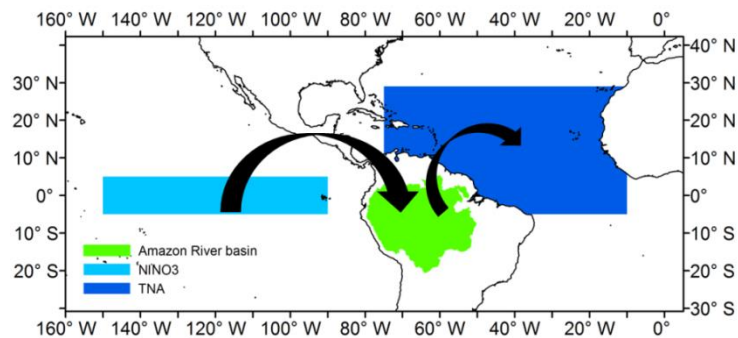 160° W 140° W 120° W 100° W 80° W 60° W 40° W 20° W 0°
40° N
30° N 30° N
20° N 20° N
10° N 10° N
0° 0°
10° S 10° S
20° S 20° S
30° S
Amazon River basin
NINO3
TNA
160° W 140° W 120° W 100° W 80° W 60° W 40° W 20° W 0°